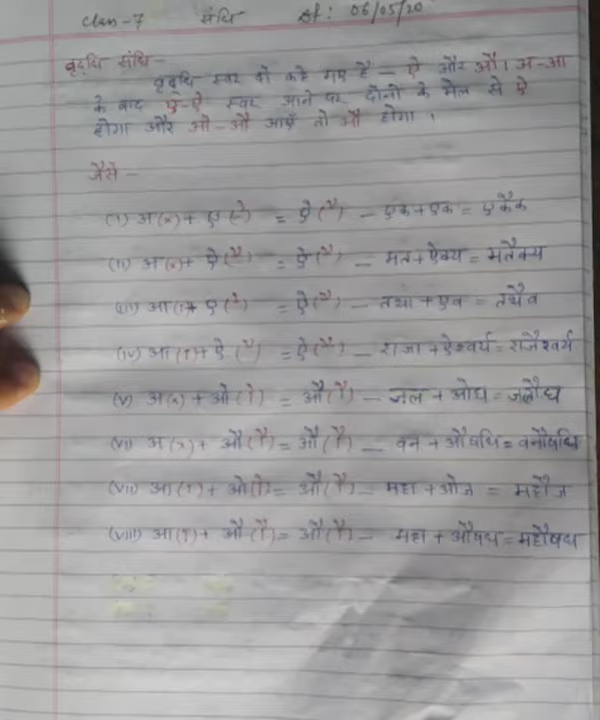 Class-7 संधि Dt: 06/05/20
वृद्धि संधि-
वृद्धि स्वर दो कहे गए हैं - ऐ और औ। अ-आ
के बाद ए-ऐ स्वर आने पर दोनों के मेल से ऐ
होगा और ओ-औ आएँ तो औ होगा।
जैसे-
(i) अ(x) + ए(े) = ऐ(ै) - एक+एक = एकैक
(ii) अ(x) + ऐ(ै) = ऐ(ै) - मत+ऐक्य = मतैक्य
(iii) आ(ा) + ए(े) = ऐ(ै) - तथा+एव = तथैव
(iv) आ(ा) + ऐ(ै) = ऐ(ै) - राजा+ऐश्वर्य = राजैश्वर्य
(v) अ(x) + ओ(ो) = औ(ौ) - जल + ओघ = जलौघ
(vi) अ(x) + औ(ौ) = औ(ौ) - वन + औषधि = वनौषधि
(vii) आ(ा) + ओ(ो) = औ(ौ) - महा + ओज = महौज
(viii) आ(ा) + औ(ौ) = औ(ौ) - महा + औषध = महौषध